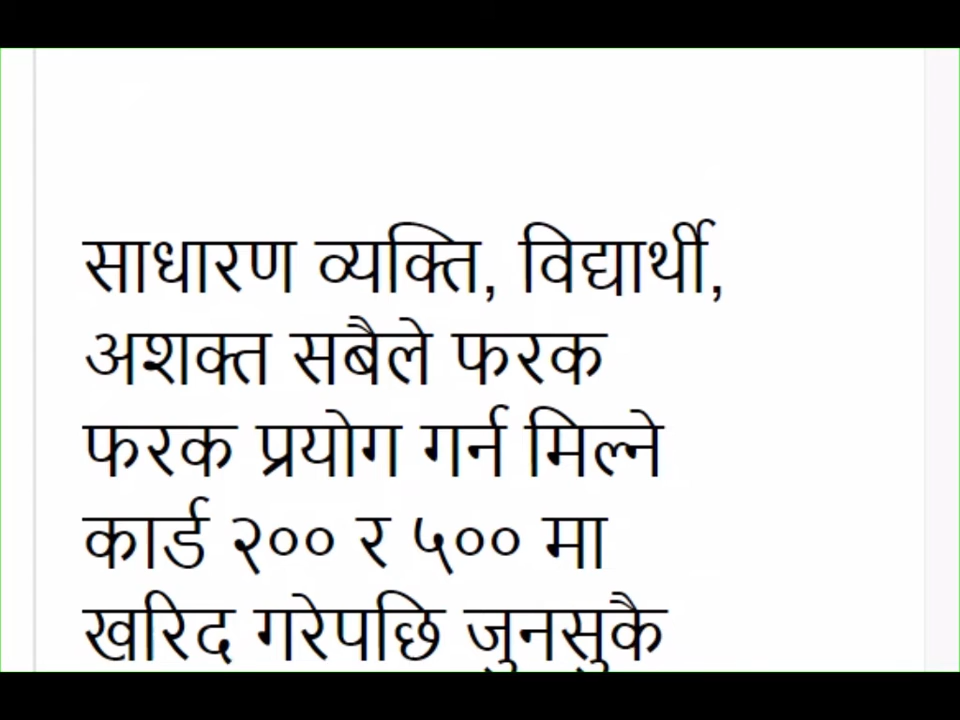 साधारण व्यक्ति, विद्यार्थी,
अशक्त सबैले फरक
फरक प्रयोग गर्न मिल्ने
कार्ड २०० र ५०० मा
खरिद गरेपछि जुनसुकै